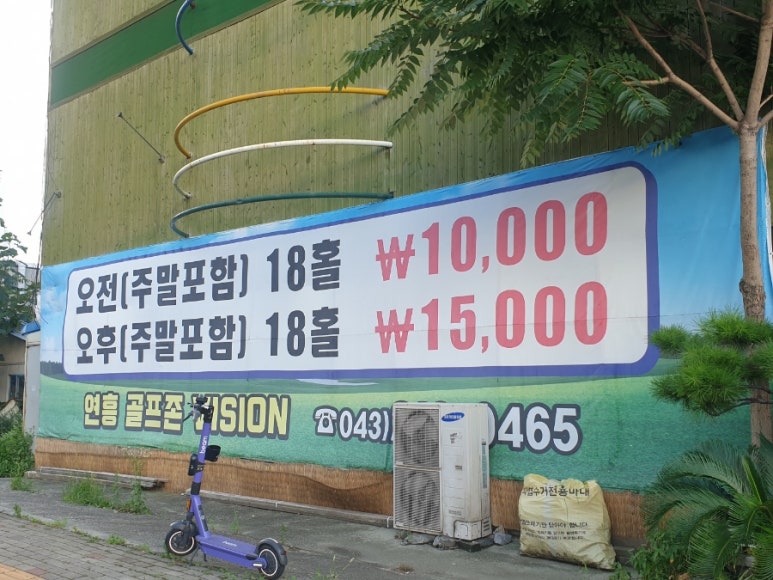 오전(주말포함) 18홀 ₩10,000
오후(주말포함) 18홀 ₩15,000
연흥 골프존 VISION ☎043) 0465
beam
SAMSUNG